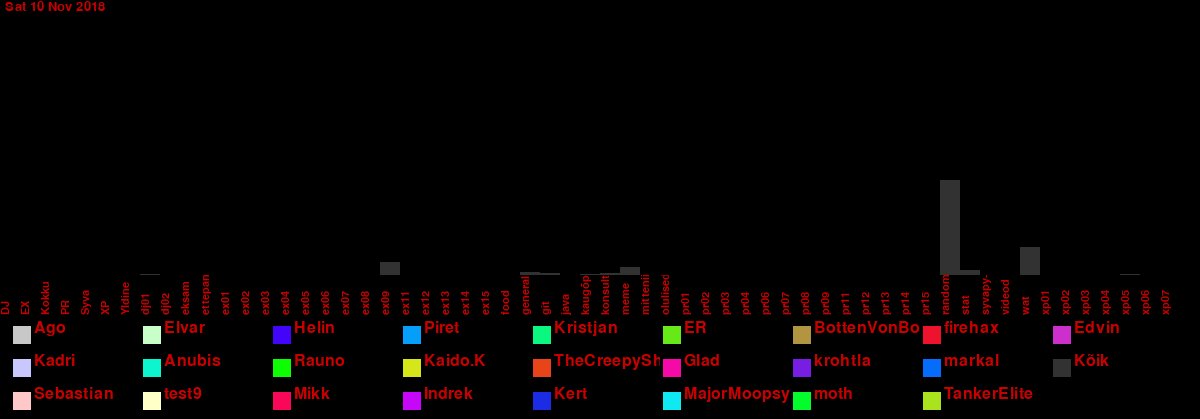 Sat 10 Nov 2018
DJ EX Kokku PR Syva XP Yldine dj01 dj02 eksam ettepan ex01 ex02 ex03 ex04 ex05 ex06 ex07 ex08 ex09 ex11 ex12 ex13 ex14 ex15 food general git java kaugõp konsult meme mittenii olulised pr01 pr02 pr03 pr04 pr06 pr07 pr08 pr09 pr11 pr12 pr13 pr14 pr15 random stat syvapy- videod wat xp01 xp02 xp03 xp04 xp05 xp06 xp07
Ago Elvar Helin Piret Kristjan ER BottenVonBo firehax Edvin
Kadri Anubis Rauno Kaido.K TheCreepySh Glad krohtla markal Kõik
Sebastian test9 Mikk Indrek Kert MajorMoopsy moth TankerElite